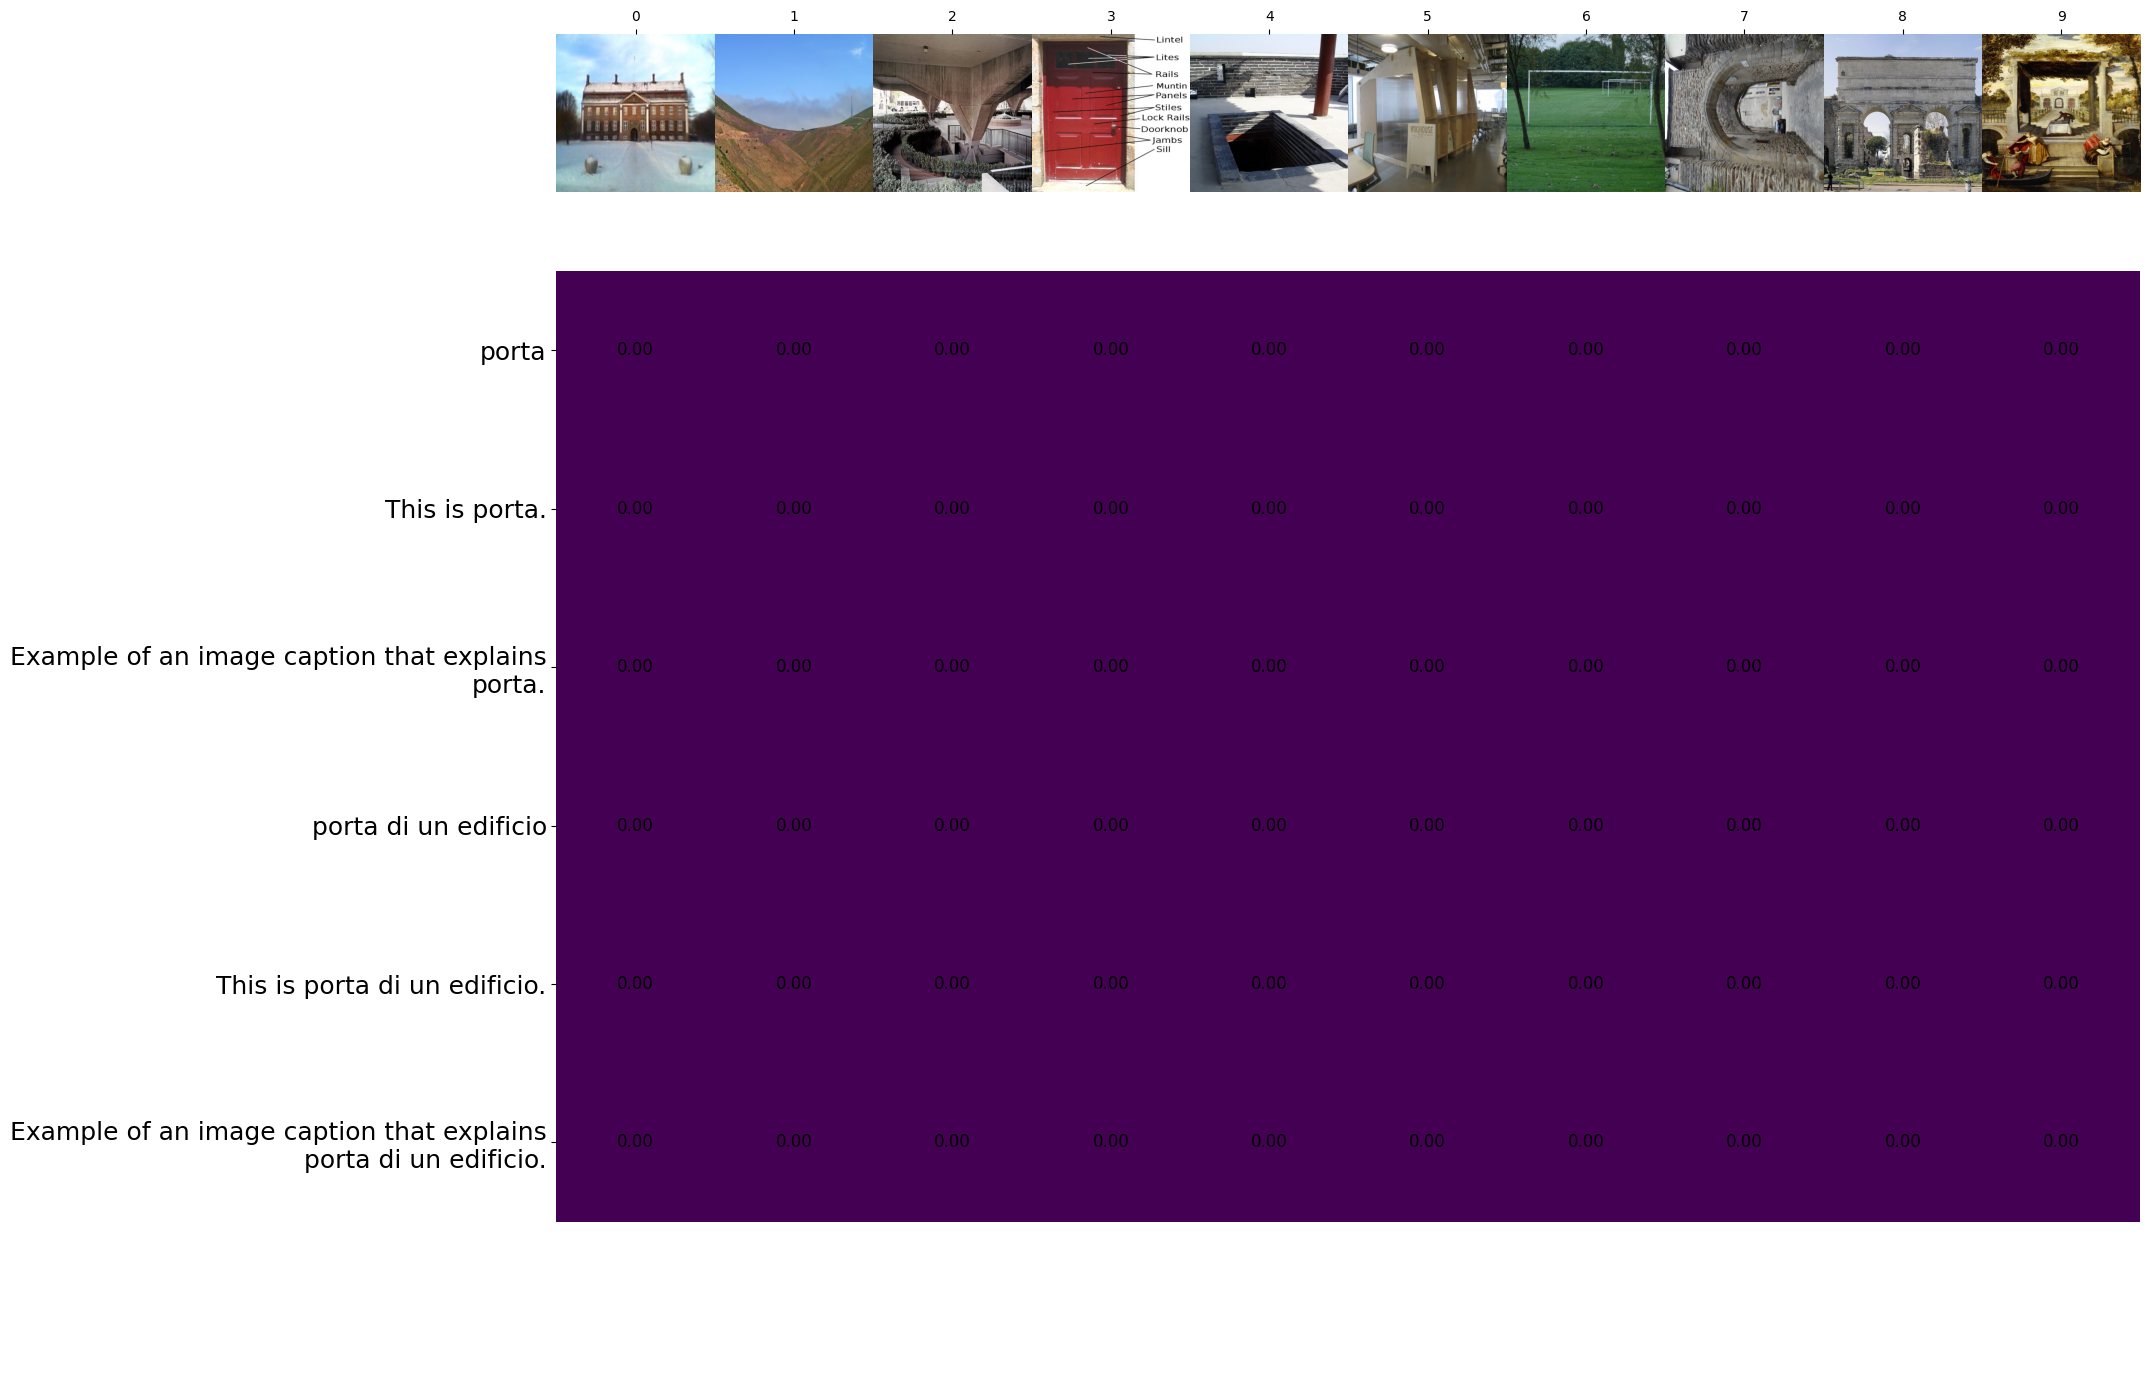 0 1 2 3 4 5 6 7 8 9
Lintel
Lites
Rails
Muntin
Panels
Stiles
Lock Rails
Doorknob
Jambs
Sill
porta 0.00 0.00 0.00 0.00 0.00 0.00 0.00 0.00 0.00 0.00
This is porta. 0.00 0.00 0.00 0.00 0.00 0.00 0.00 0.00 0.00 0.00
Example of an image caption that explains
porta. 0.00 0.00 0.00 0.00 0.00 0.00 0.00 0.00 0.00 0.00
porta di un edificio 0.00 0.00 0.00 0.00 0.00 0.00 0.00 0.00 0.00 0.00
This is porta di un edificio. 0.00 0.00 0.00 0.00 0.00 0.00 0.00 0.00 0.00 0.00
Example of an image caption that explains
porta di un edificio. 0.00 0.00 0.00 0.00 0.00 0.00 0.00 0.00 0.00 0.00